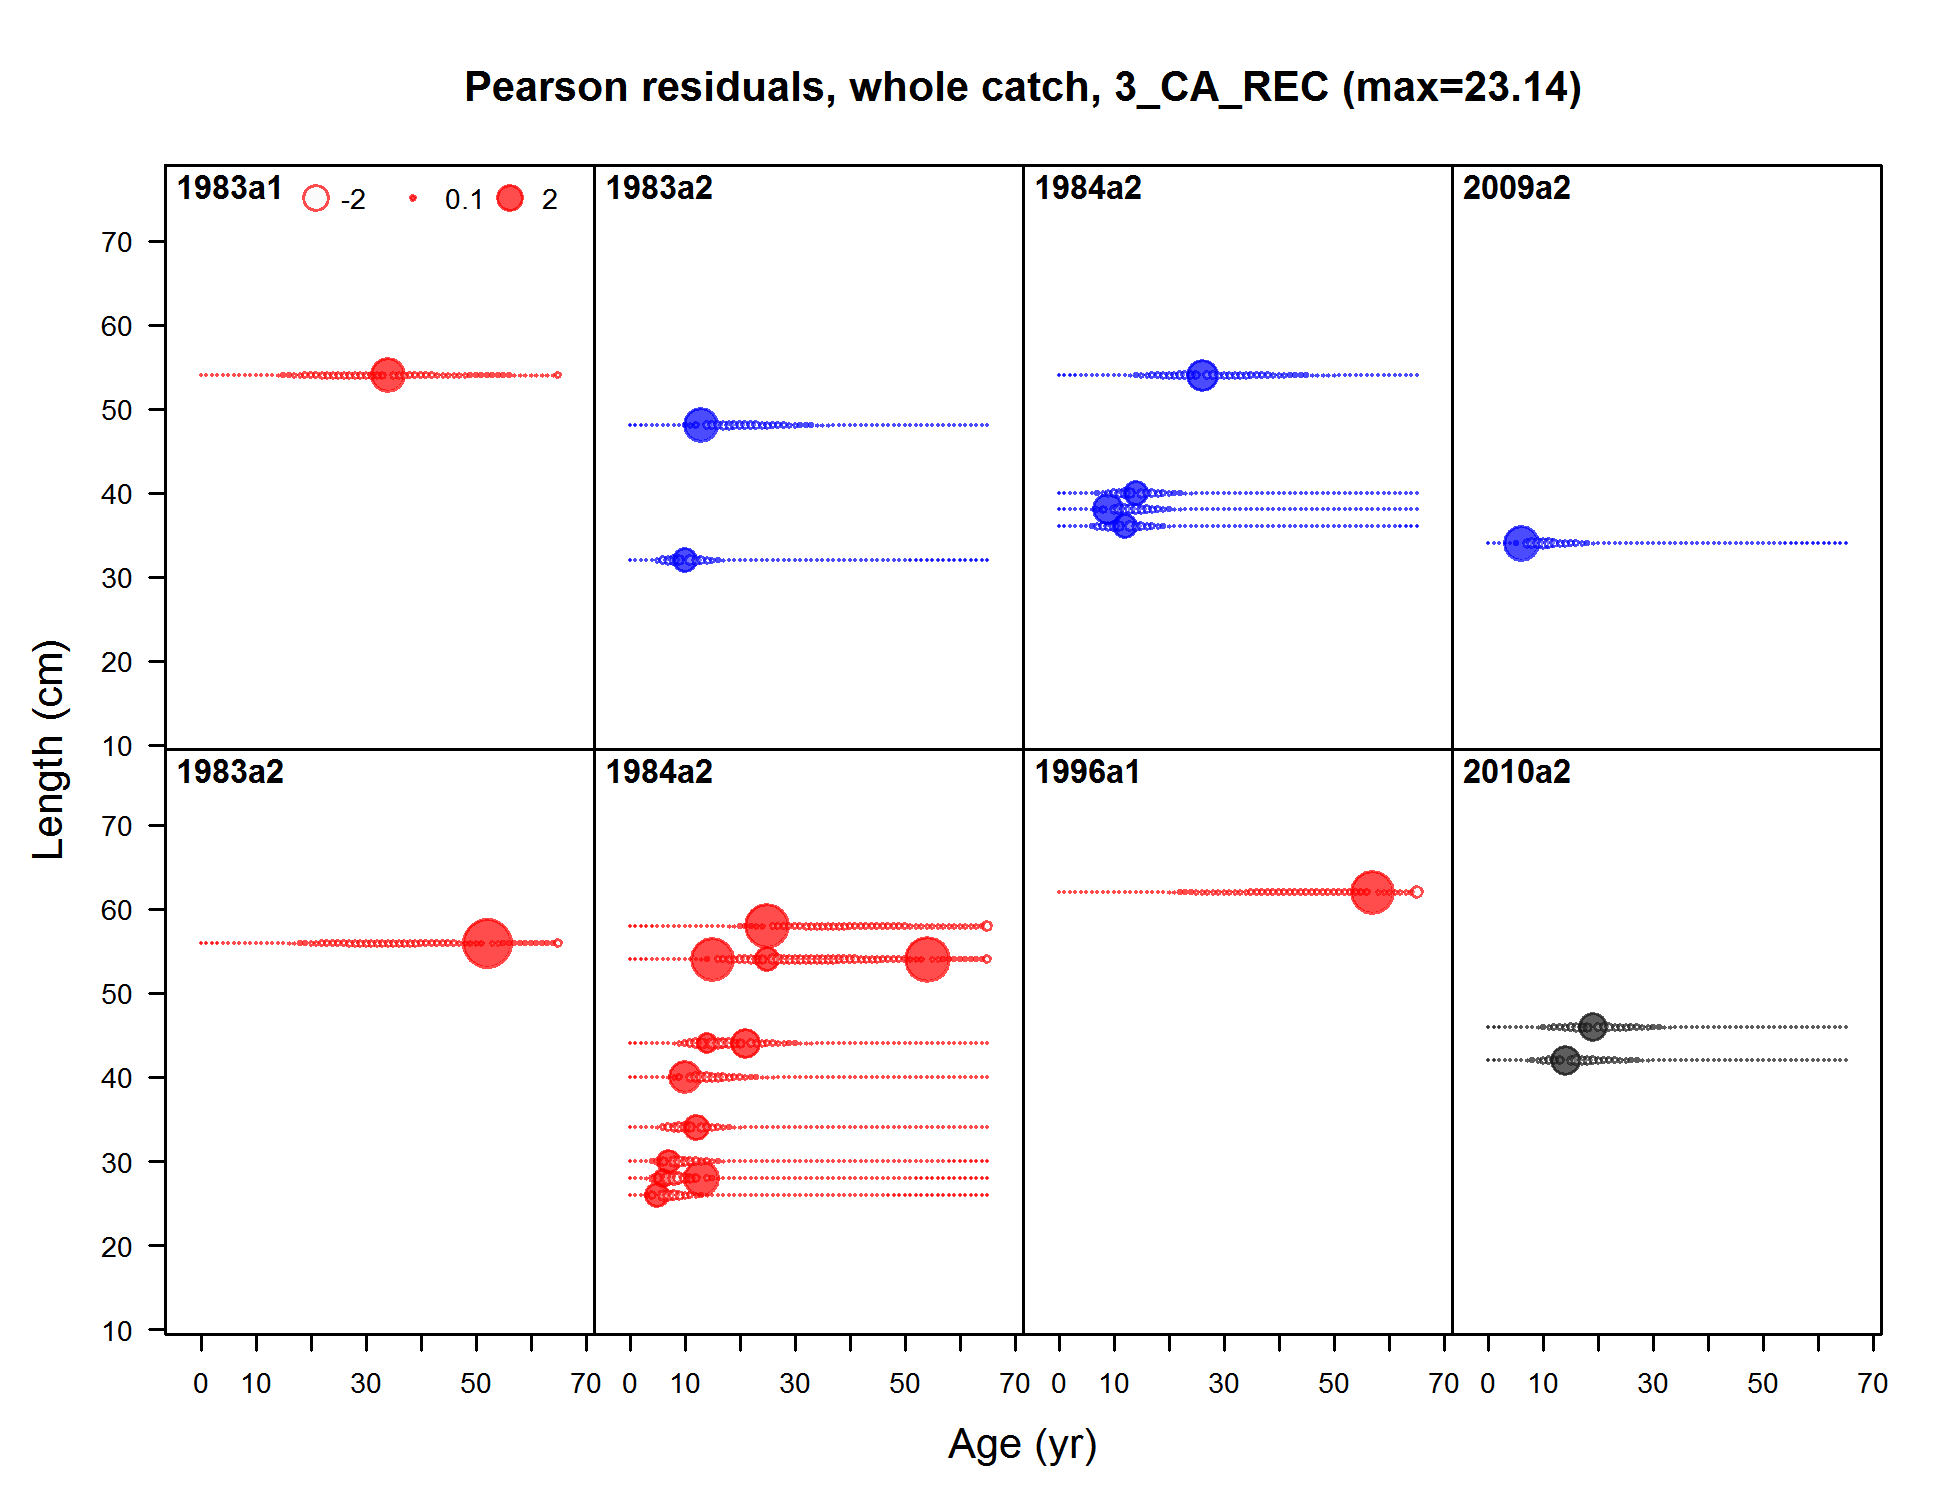 Pearson residuals, whole catch, 3_CA_REC (max=23.14)
1983a1 -2 0.1 2
1983a2
1984a2
2009a2
70
60
50
40
30
20
10
1983a2
1984a2
1996a1
2010a2
70
60
50
40
30
20
10
Length (cm)
0 10 30 50 70 0 10 30 50 70 0 10 30 50 70 0 10 30 50 70
Age (yr)